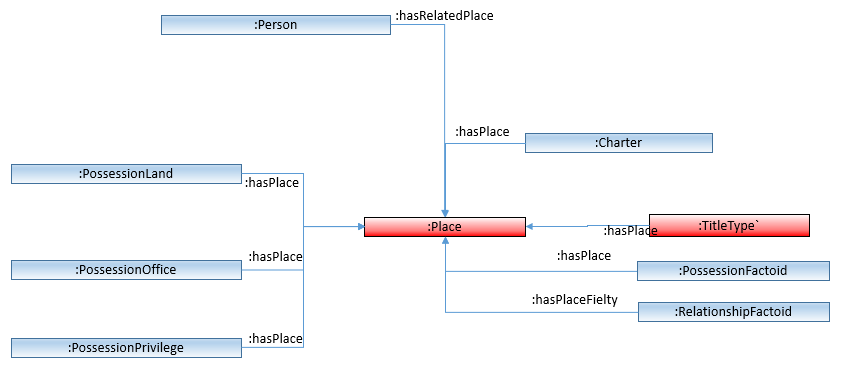 :hasRelatedPlace
:Person
:hasPlace
:Charter
:PossessionLand
:hasPlace
:Place
:TitleType`
:hasPlace
:hasPlace
:hasPlace
:PossessionOffice
:PossessionFactoid
:hasPlaceFielty
:RelationshipFactoid
:hasPlace
:PossessionPrivilege